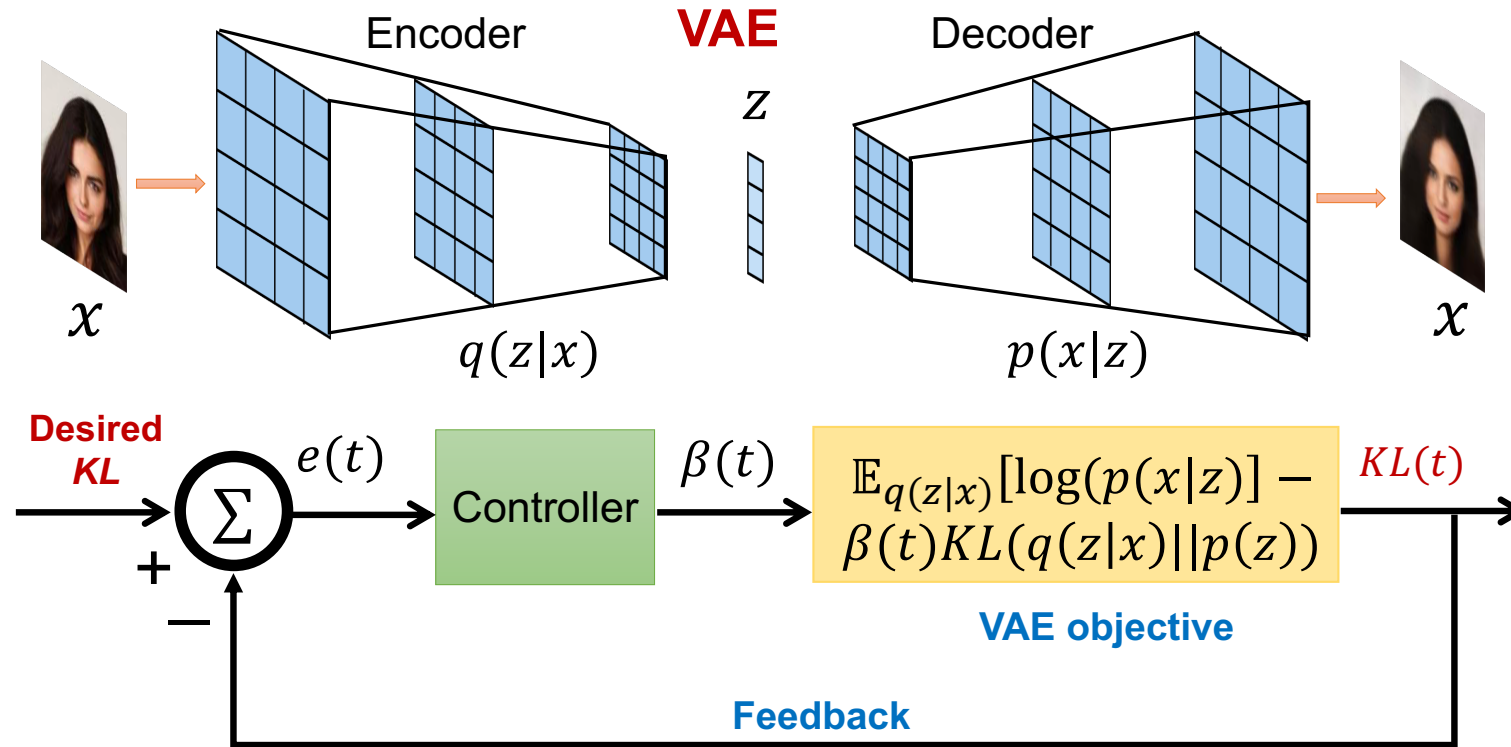 Encoder
VAE
Decoder
z
x
q(z|x)
p(x|z)
x
Desired
KL
e(t)
β(t)
KL(t)
∑
Controller
𝔼q(z|x)[log(p(x|z)] −
β(t)KL(q(z|x)||p(z))
+
−
VAE objective
Feedback